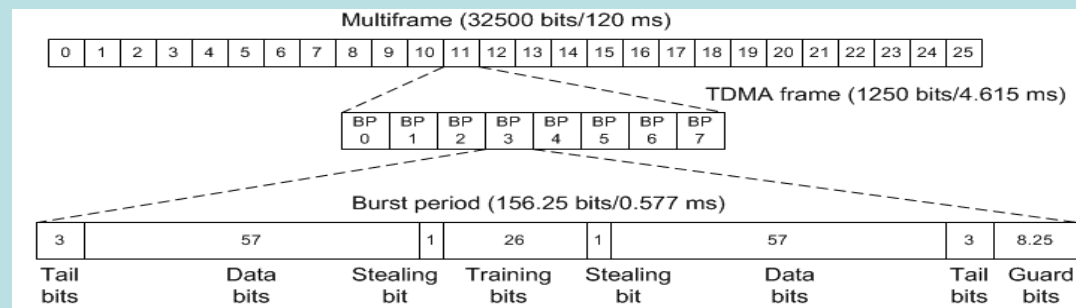 Multiframe (32500 bits/120 ms)
0 1 2 3 4 5 6 7 8 9 10 11 12 13 14 15 16 17 18 19 20 21 22 23 24 25
TDMA frame (1250 bits/4.615 ms)
BP BP BP BP BP BP BP BP
0 1 2 3 4 5 6 7
Burst period (156.25 bits/0.577 ms)
3 57 1 26 1 57 3 8.25
Tail Data Stealing Training Stealing Data Tail Guard
bits bits bit bits bit bits bits bits